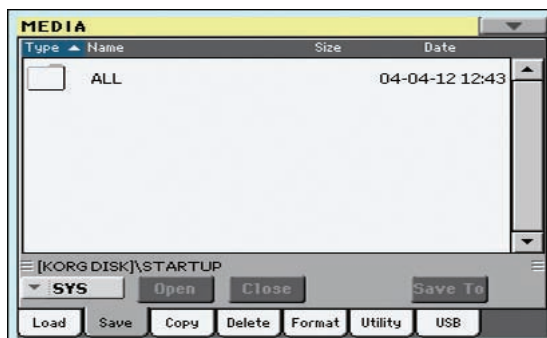 MEDIA
Type Name Size Date
ALL 04-04-12 12:43
[KORG DISK]\STARTUP
SYS Open Close Save To
Load Save Copy Delete Format Utility USB